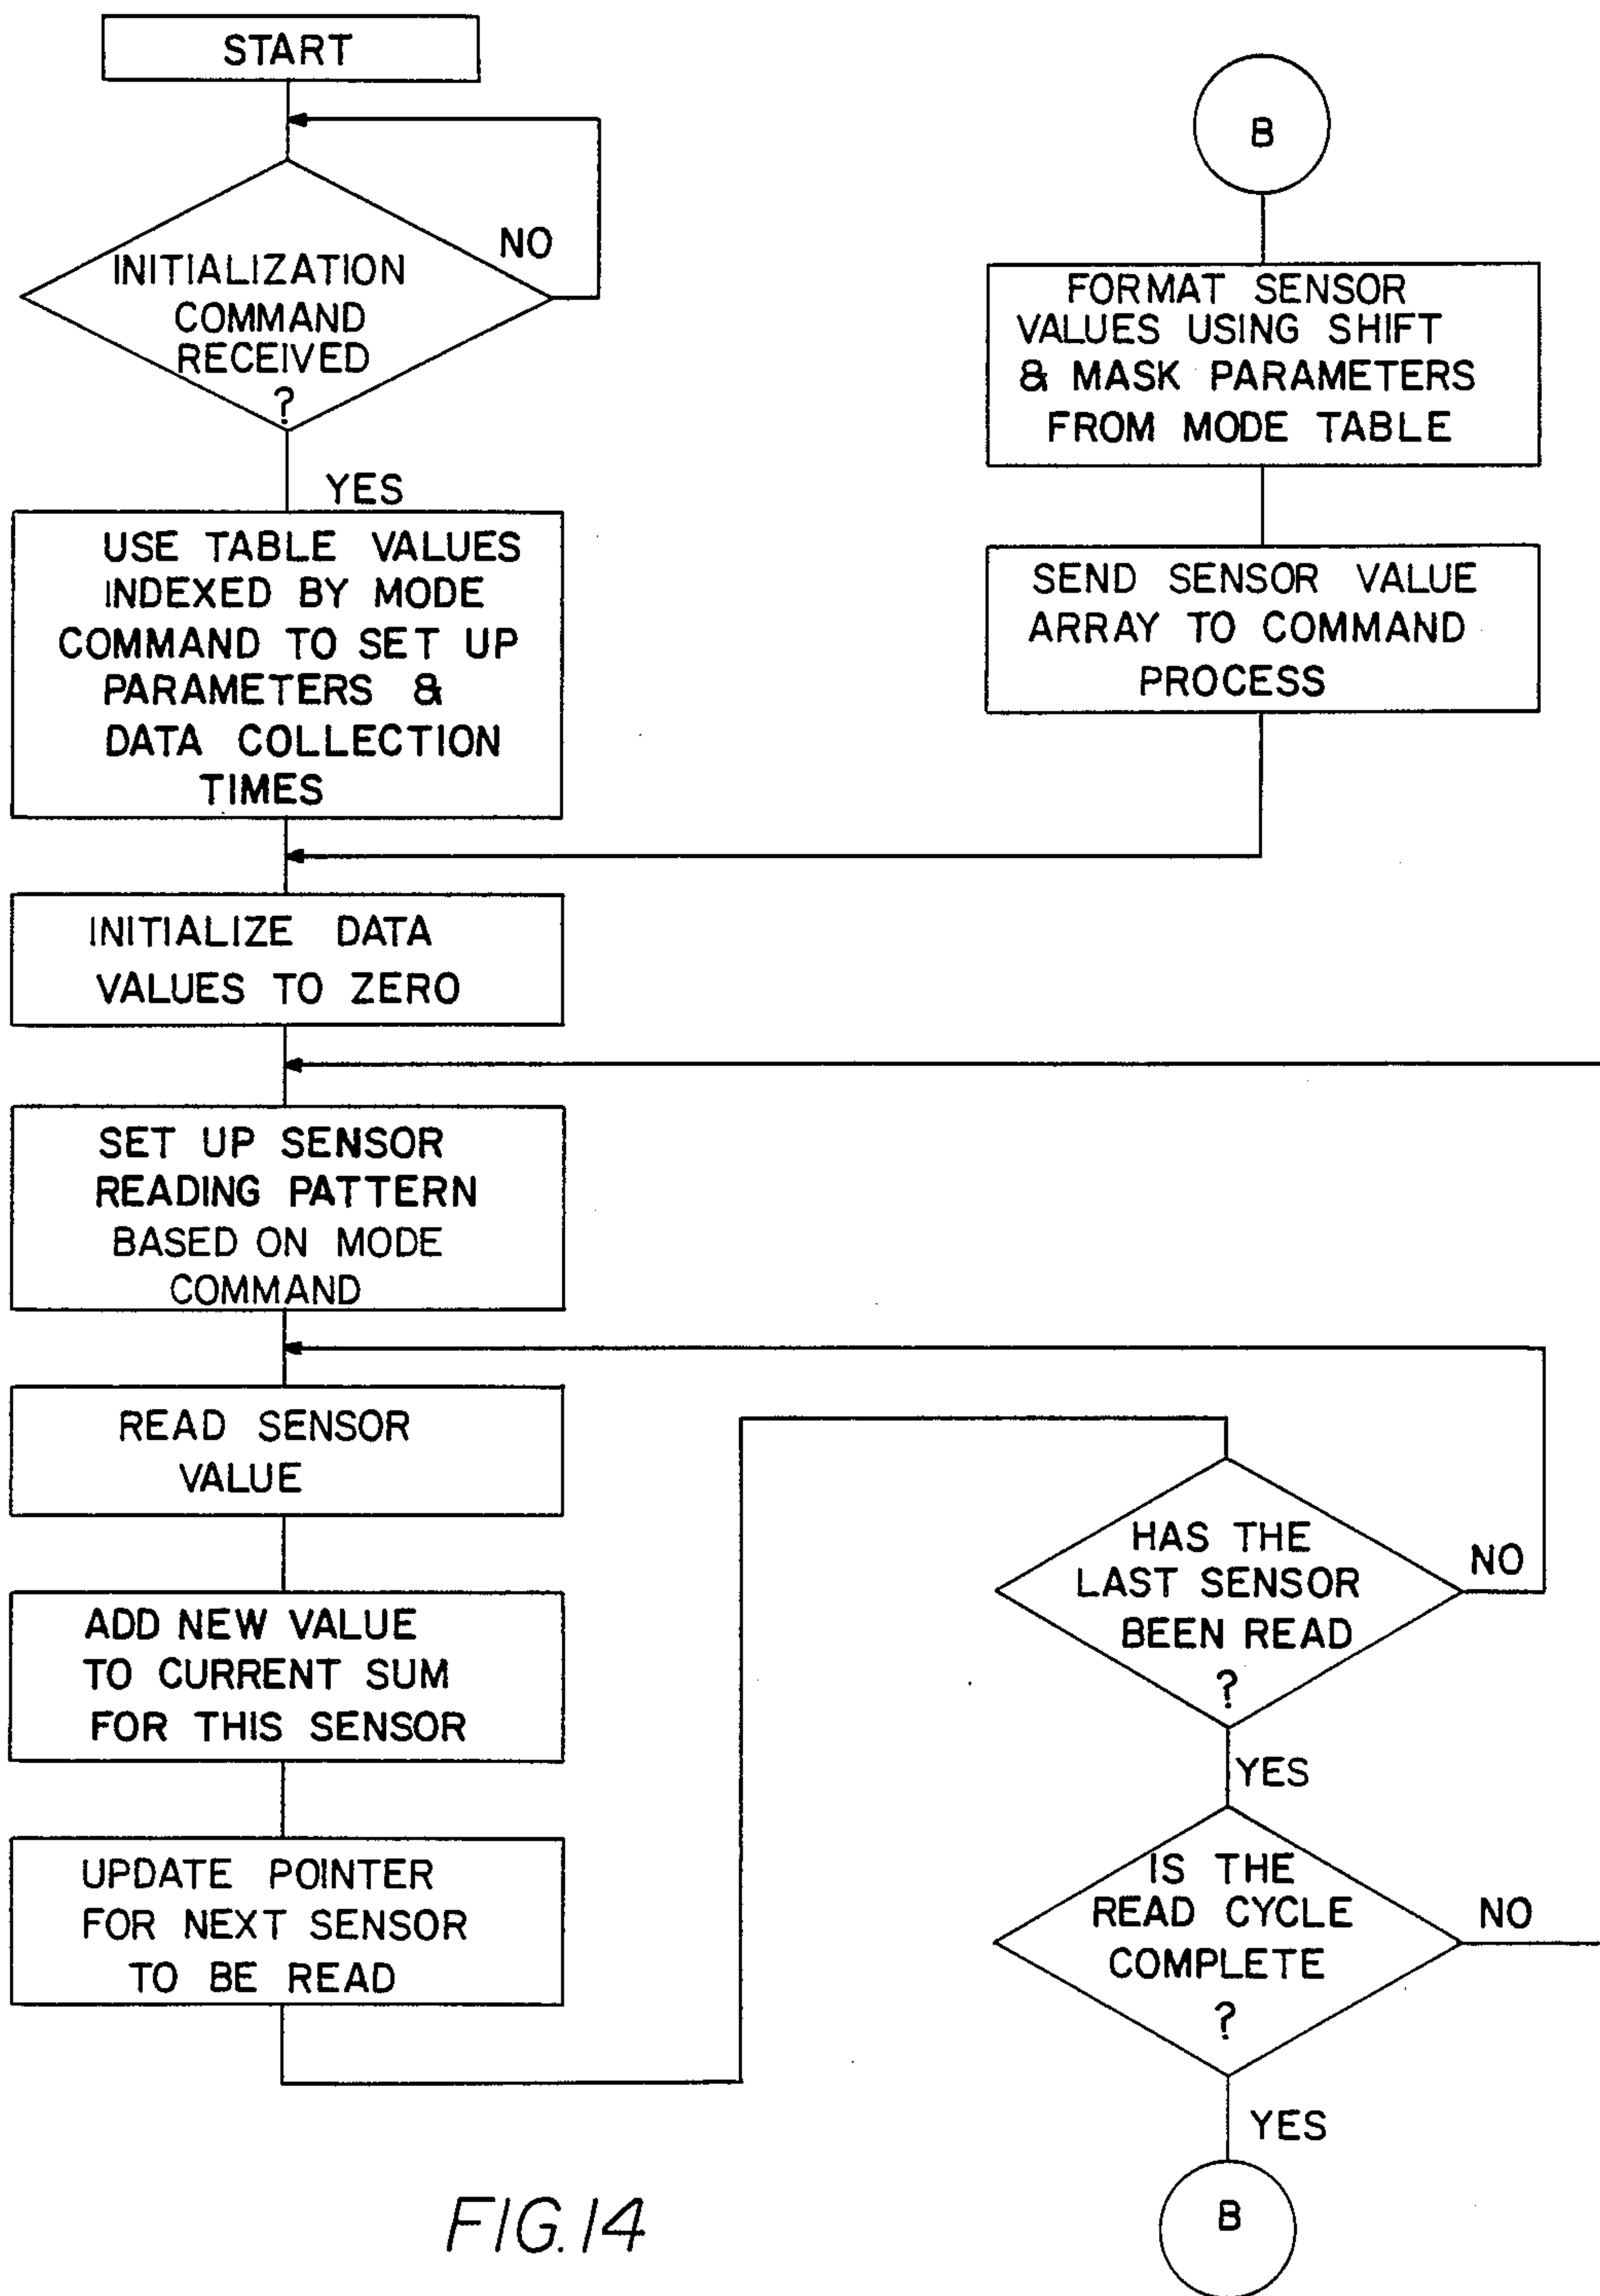 START
INITIALIZATION
COMMAND
RECEIVED
?
NO
YES
USE TABLE VALUES
INDEXED BY MODE
COMMAND TO SET UP
PARAMETERS &
DATA COLLECTION
TIMES
INITIALIZE DATA
VALUES TO ZERO
SET UP SENSOR
READING PATTERN
BASED ON MODE
COMMAND
READ SENSOR
VALUE
ADD NEW VALUE
TO CURRENT SUM
FOR THIS SENSOR
UPDATE POINTER
FOR NEXT SENSOR
TO BE READ
HAS THE
LAST SENSOR
BEEN READ
?
NO
YES
IS THE
READ CYCLE
COMPLETE
?
NO
YES
B
B
FORMAT SENSOR
VALUES USING SHIFT
& MASK PARAMETERS
FROM MODE TABLE
SEND SENSOR VALUE
ARRAY TO COMMAND
PROCESS
FIG. 14